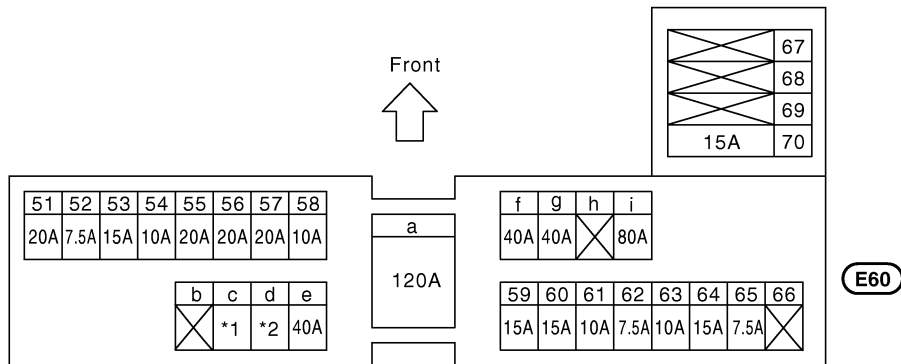 67
Front
68
69
15A 70
51 52 53 54 55 56 57 58
20A 7.5A 15A 10A 20A 20A 20A 10A
a
120A
f g h i
40A 40A 80A
E60
b c d e
*1 *2 40A
59 60 61 62 63 64 65 66
15A 15A 10A 7.5A 10A 15A 7.5A